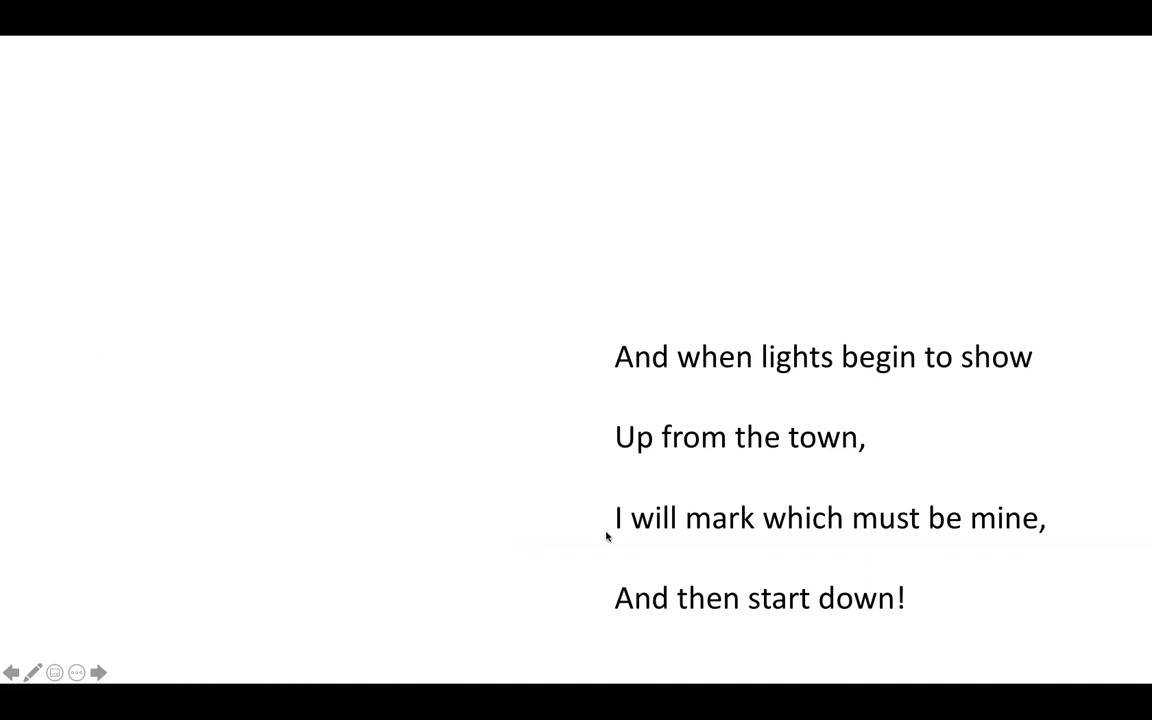 And when lights begin to show
Up from the town,
I will mark which must be mine,
And then start down!